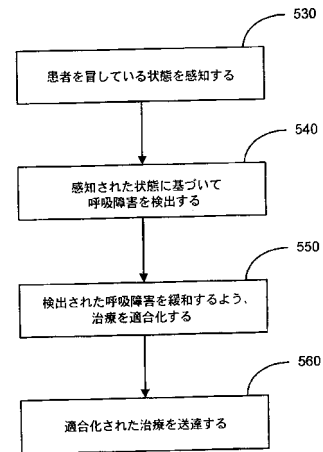 530
患者を冒している状態を感知する
540
感知された状態に基づいて
呼吸障害を検出する
550
検出された呼吸障害を緩和するよう、
治療を適合化する
560
適合化された治療を送達する